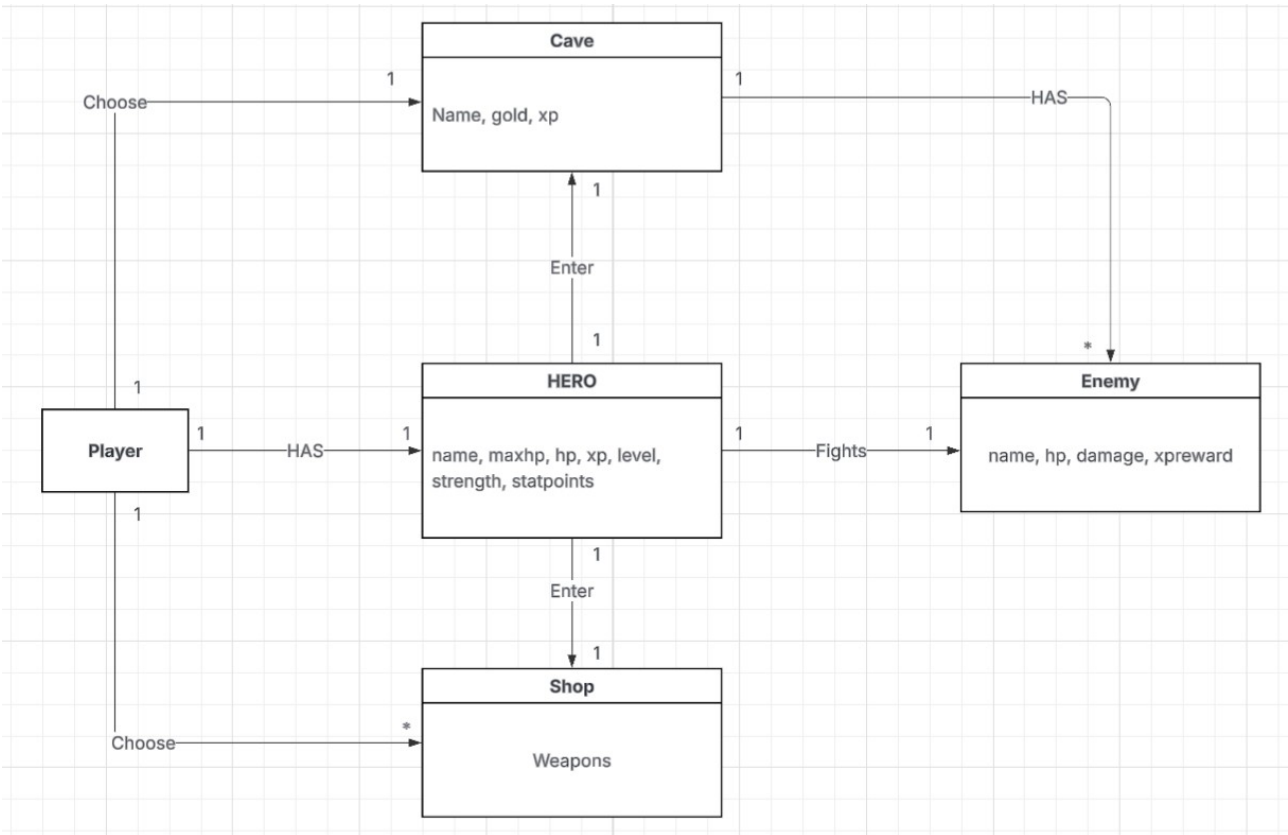 Cave
1
1
Choose
HAS
Name, gold, xp
1
Enter
1
*
1
HERO
Enemy
Player
1
HAS
1
name, maxhp, hp, xp, level,
strength, statpoints
1
Fights
1
name, hp, damage, xpreward
1
1
Enter
1
Shop
*
Choose
Weapons